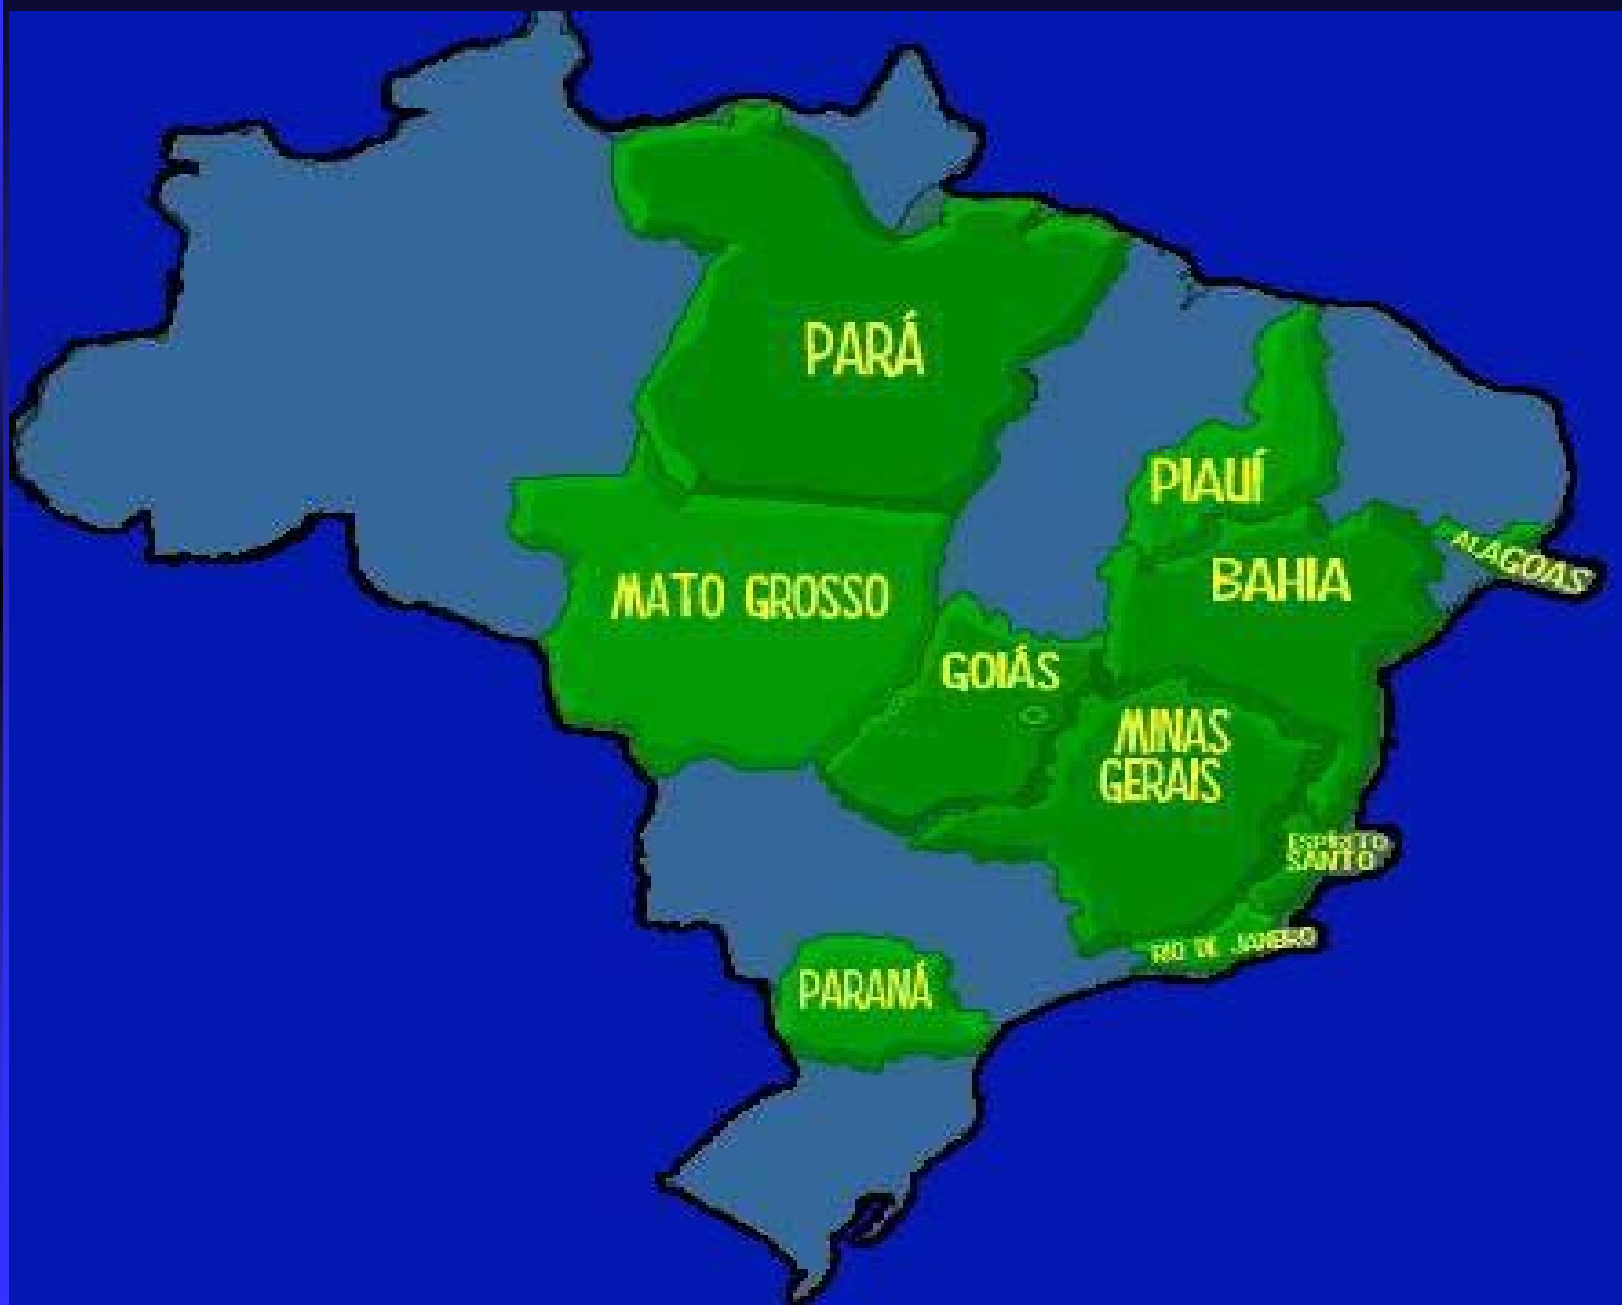 PARÁ
PIAUÍ
ALAGOAS
BAHIA
MATO GROSSO
GOIÁS
MINAS
GERAIS
ESPÍRITO
SANTO
RIO DE JANEIRO
PARANÁ